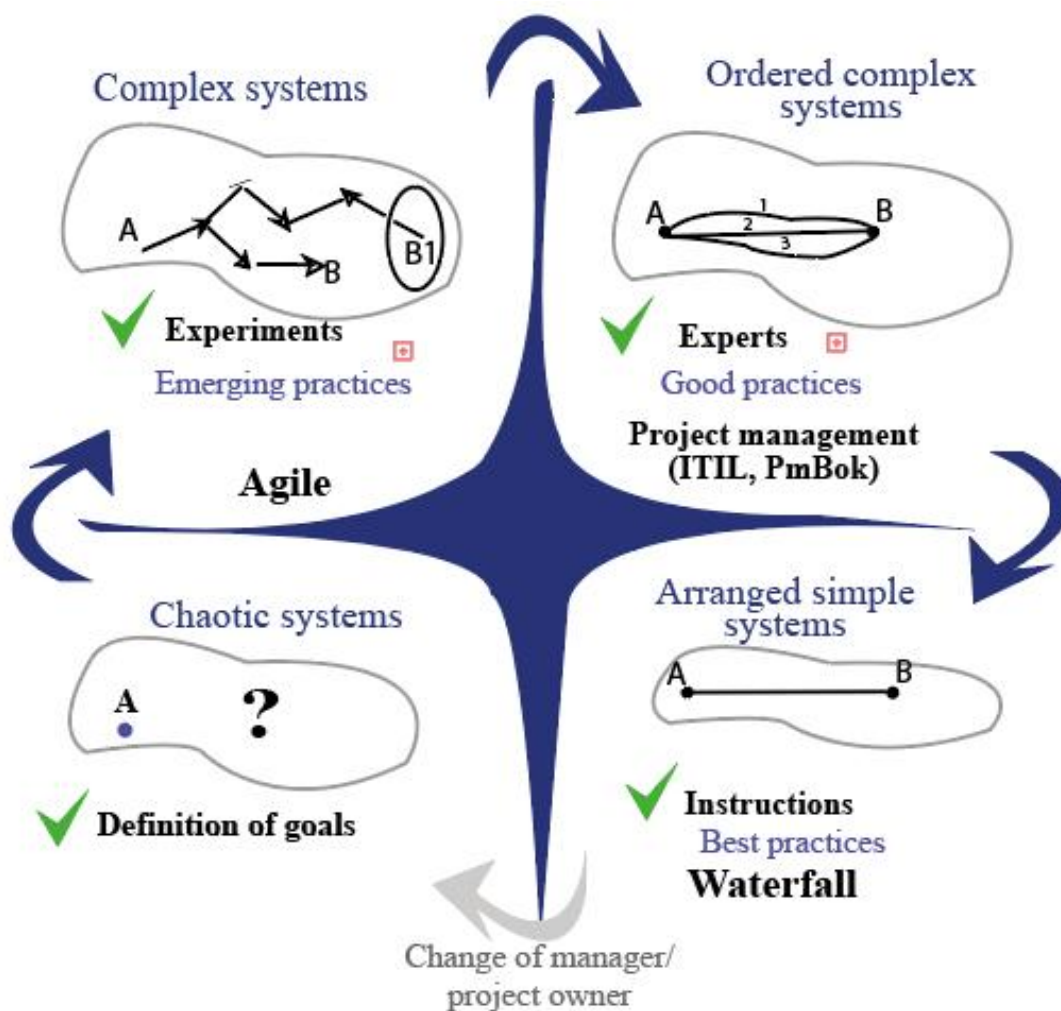 Complex systems
A
B
B1
Experiments
Emerging practices
Agile
Ordered complex
systems
A
B
1
2
3
Experts
Good practices
Project management
(ITIL, PmBok)
Chaotic systems
A
?
Definition of goals
Arranged simple
systems
A
B
Instructions
Best practices
Waterfall
Change of manager/
project owner